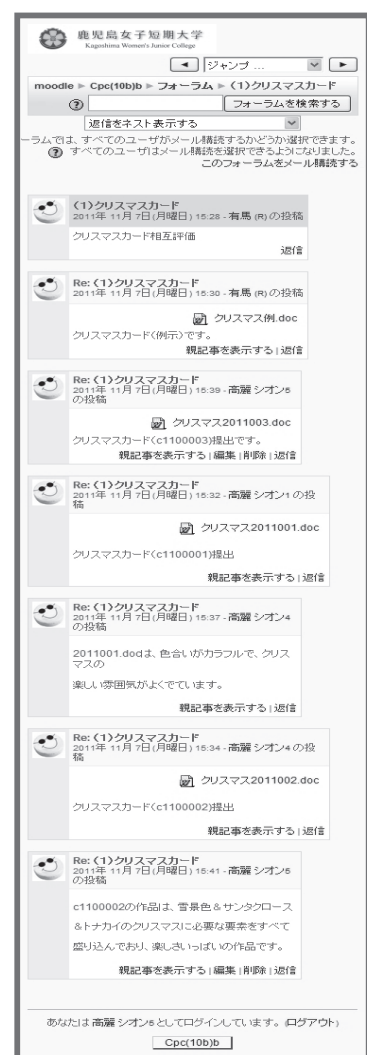 鹿児島女子短期大学
Kagoshima Women's Junior College
ジャンプ ...
moodle ► Cpc(10b)b ► フォーラム ► (1)クリスマスカード
フォーラムを検索する
返信をネスト表示する
ーラムでは、すべてのユーザがメール購読するかどうか選択できます。
すべてのユーザはメール購読を選択できるようになりました。
このフォーラムをメール購読する
(1)クリスマスカード
2011年 11月 7日(月曜日) 15:28 - 有馬 (R) の投稿
クリスマスカード相互評価
返信
Re: (1)クリスマスカード
2011年 11月 7日(月曜日) 15:30 - 有馬 (R) の投稿
クリスマス例.doc
クリスマスカード(例示)です。
親記事を表示する | 返信
Re: (1)クリスマスカード
2011年 11月 7日(月曜日) 15:39 - 高麗 シオン5
の投稿
クリスマス2011003.doc
クリスマスカード(c1100003)提出です。
親記事を表示する | 編集 | 削除 | 返信
Re: (1)クリスマスカード
2011年 11月 7日(月曜日) 15:32 - 高麗 シオン1 の投
稿
クリスマス2011001.doc
クリスマスカード(c1100001)提出
親記事を表示する | 返信
Re: (1)クリスマスカード
2011年 11月 7日(月曜日) 15:37 - 高麗 シオン4
の投稿
2011001.docは、色合いがカラフルで、クリス
マスの
楽しい雰囲気がよくでています。
親記事を表示する | 返信
Re: (1)クリスマスカード
2011年 11月 7日(月曜日) 15:34 - 高麗 シオン4 の投
稿
クリスマス2011002.doc
クリスマスカード(c1100002)提出
親記事を表示する | 返信
Re: (1)クリスマスカード
2011年 11月 7日(月曜日) 15:41 - 高麗 シオン5
の投稿
c1100002の作品は、雪景色&サンタクロース
&トナカイのクリスマスに必要な要素をすべて
盛り込んでおり、楽しさいっぱいの作品です。
親記事を表示する | 編集 | 削除 | 返信
あなたは 高麗 シオン5 としてログインしています。(ログアウト)
Cpc(10b)b